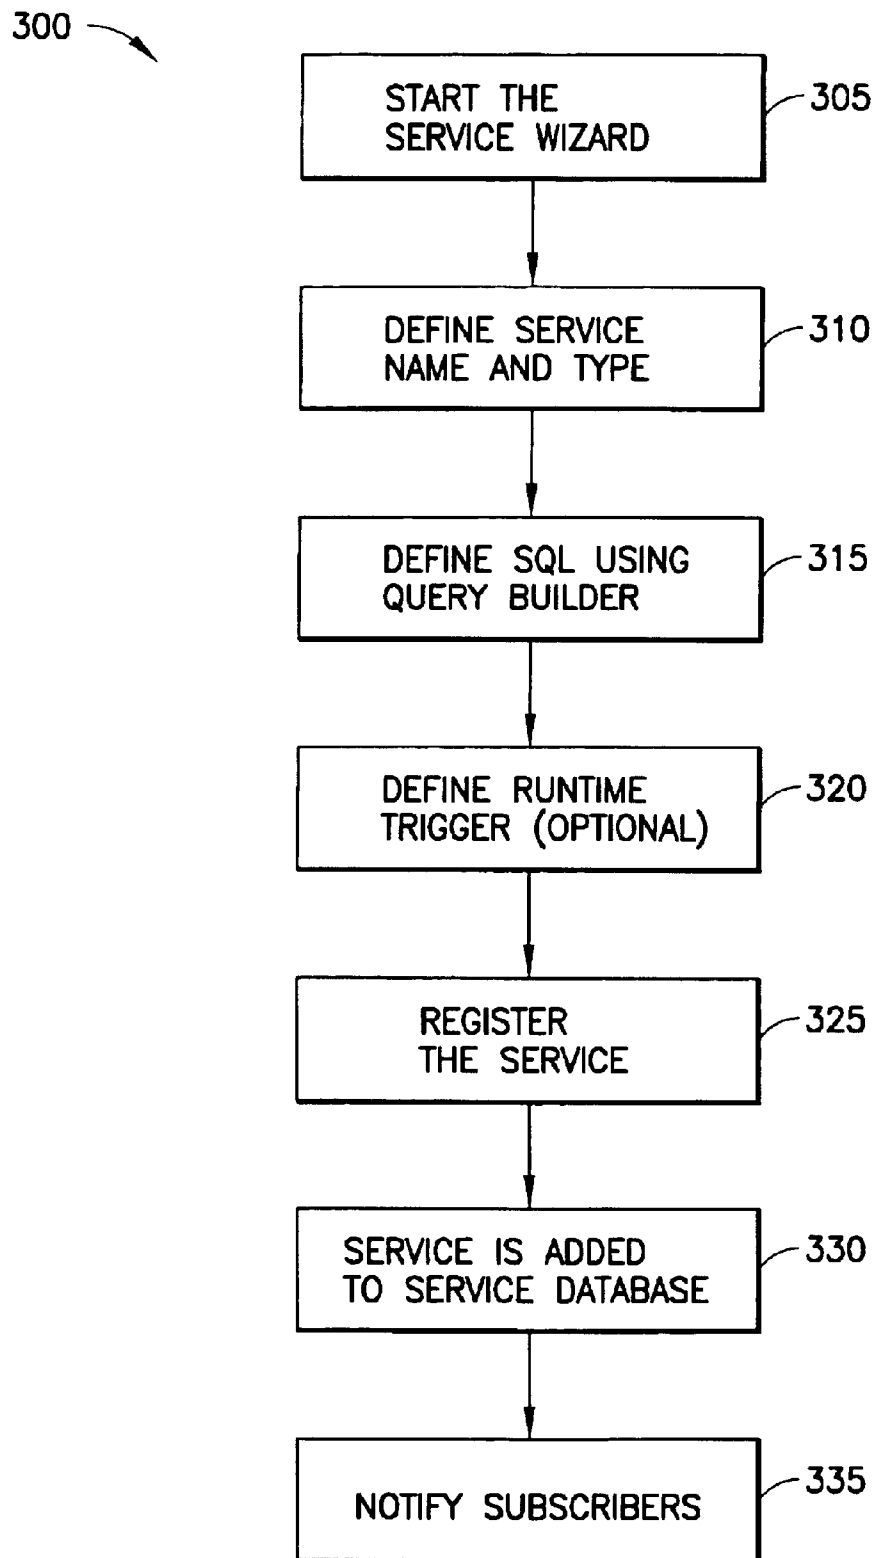 300
START THE
SERVICE WIZARD
305
DEFINE SERVICE
NAME AND TYPE
310
DEFINE SQL USING
QUERY BUILDER
315
DEFINE RUNTIME
TRIGGER (OPTIONAL)
320
REGISTER
THE SERVICE
325
SERVICE IS ADDED
TO SERVICE DATABASE
330
NOTIFY SUBSCRIBERS
335